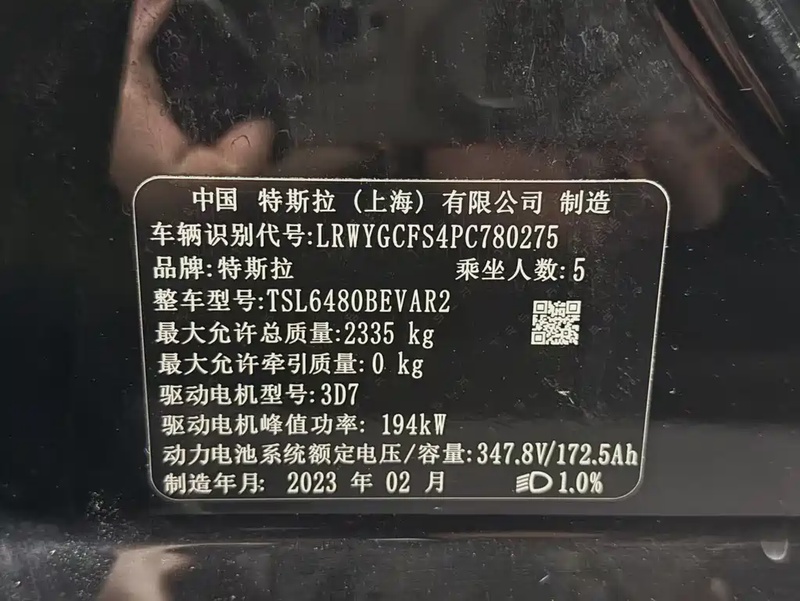 中国 特斯拉（上海）有限公司 制造
车辆识别代号:LRWYGCFS4PC780275
品牌:特斯拉 乘坐人数:5
整车型号:TSL6480BEVAR2
最大允许总质量:2335 kg
最大允许牵引质量:0 kg
驱动电机型号:3D7
驱动电机峰值功率: 194kW
动力电池系统额定电压/容量:347.8V/172.5Ah
制造年月: 2023 年 02 月 1.0%